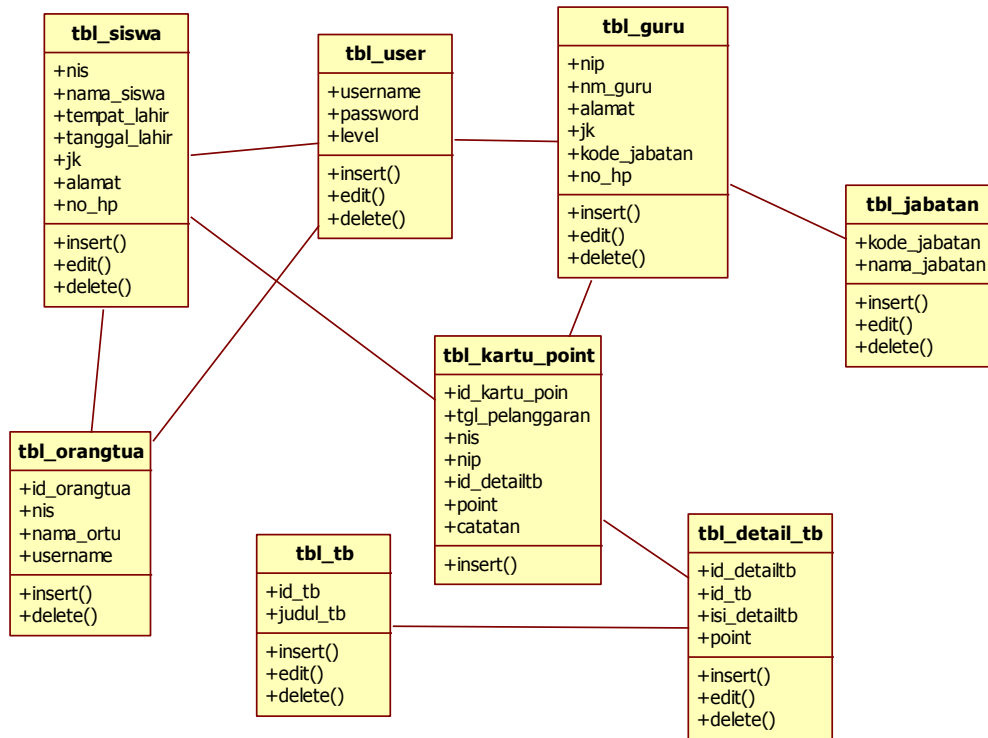 tbl_siswa
+nis
+nama_siswa
+tempat_lahir
+tanggal_lahir
+jk
+alamat
+no_hp
+insert()
+edit()
+delete()
tbl_user
+username
+password
+level
+insert()
+edit()
+delete()
tbl_guru
+nip
+nm_guru
+alamat
+jk
+kode_jabatan
+no_hp
+insert()
+edit()
+delete()
tbl_jabatan
+kode_jabatan
+nama_jabatan
+insert()
+edit()
+delete()
tbl_kartu_point
+id_kartu_poin
+tgl_pelanggaran
+nis
+nip
+id_detailtb
+point
+catatan
+insert()
tbl_orangtua
+id_orangtua
+nis
+nama_ortu
+username
+insert()
+delete()
tbl_tb
+id_tb
+judul_tb
+insert()
+edit()
+delete()
tbl_detail_tb
+id_detailtb
+id_tb
+isi_detailtb
+point
+insert()
+edit()
+delete()